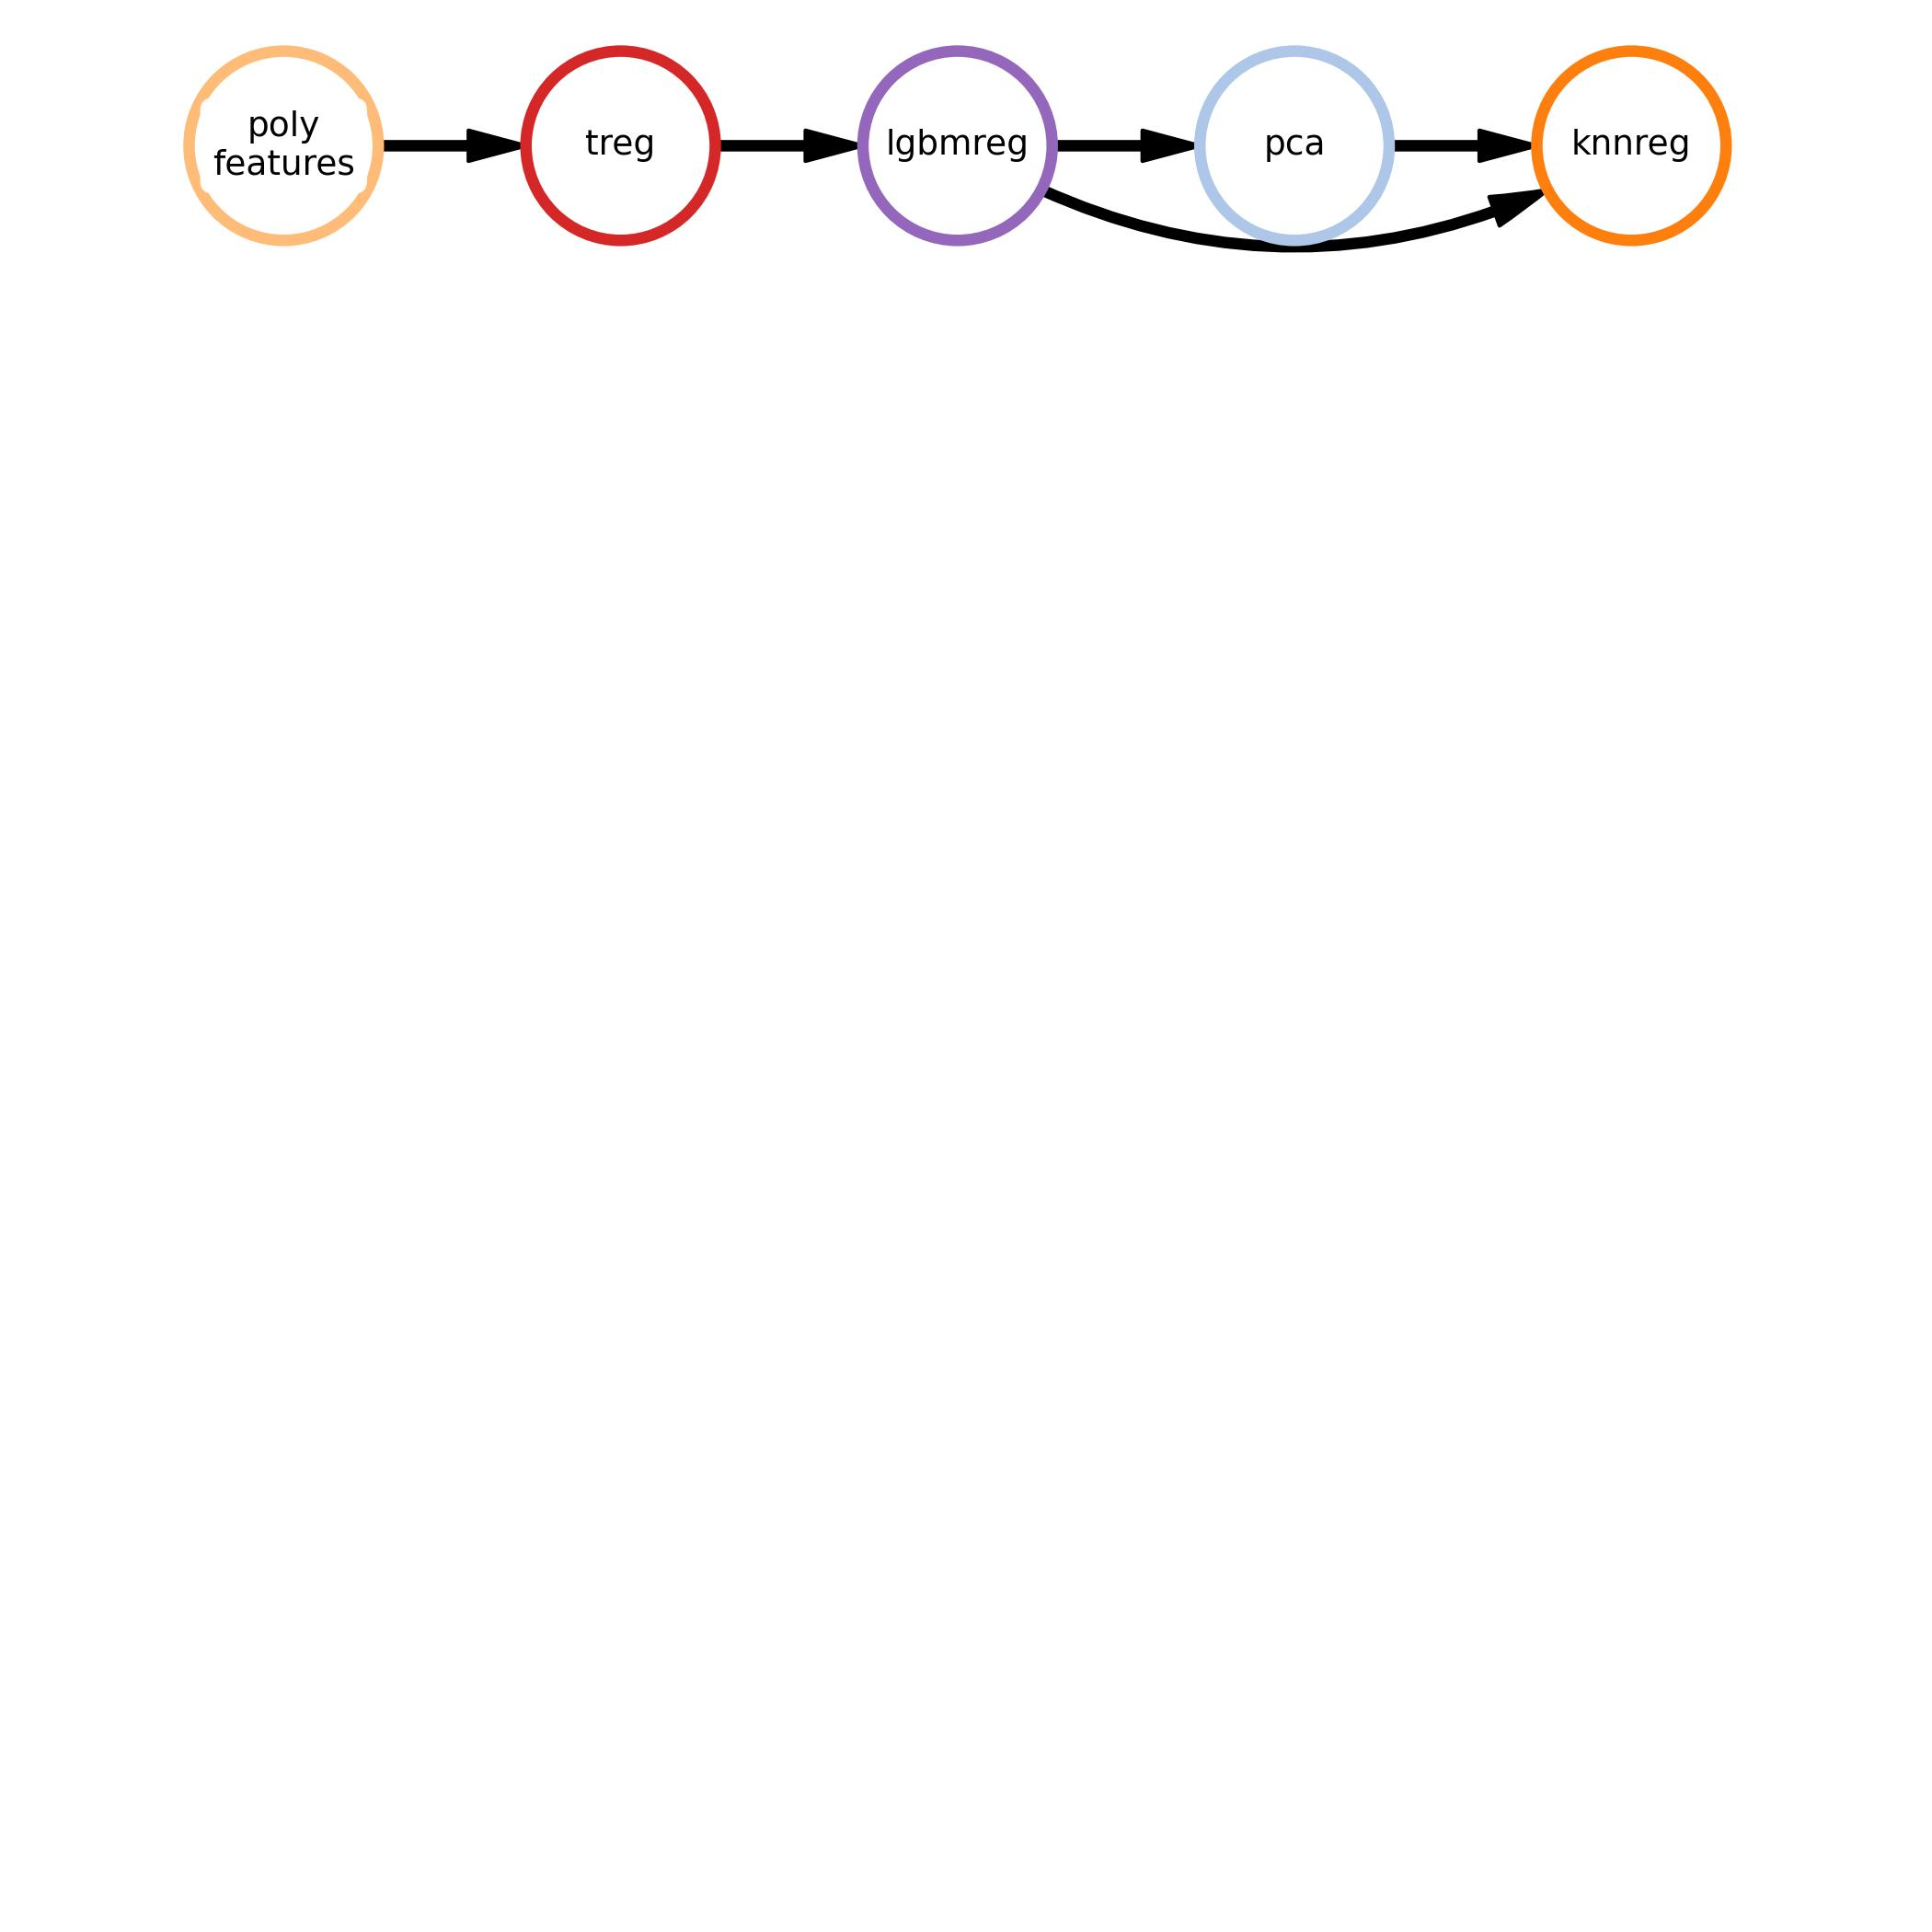 poly
features
treg
lgbmreg
pca
knnreg